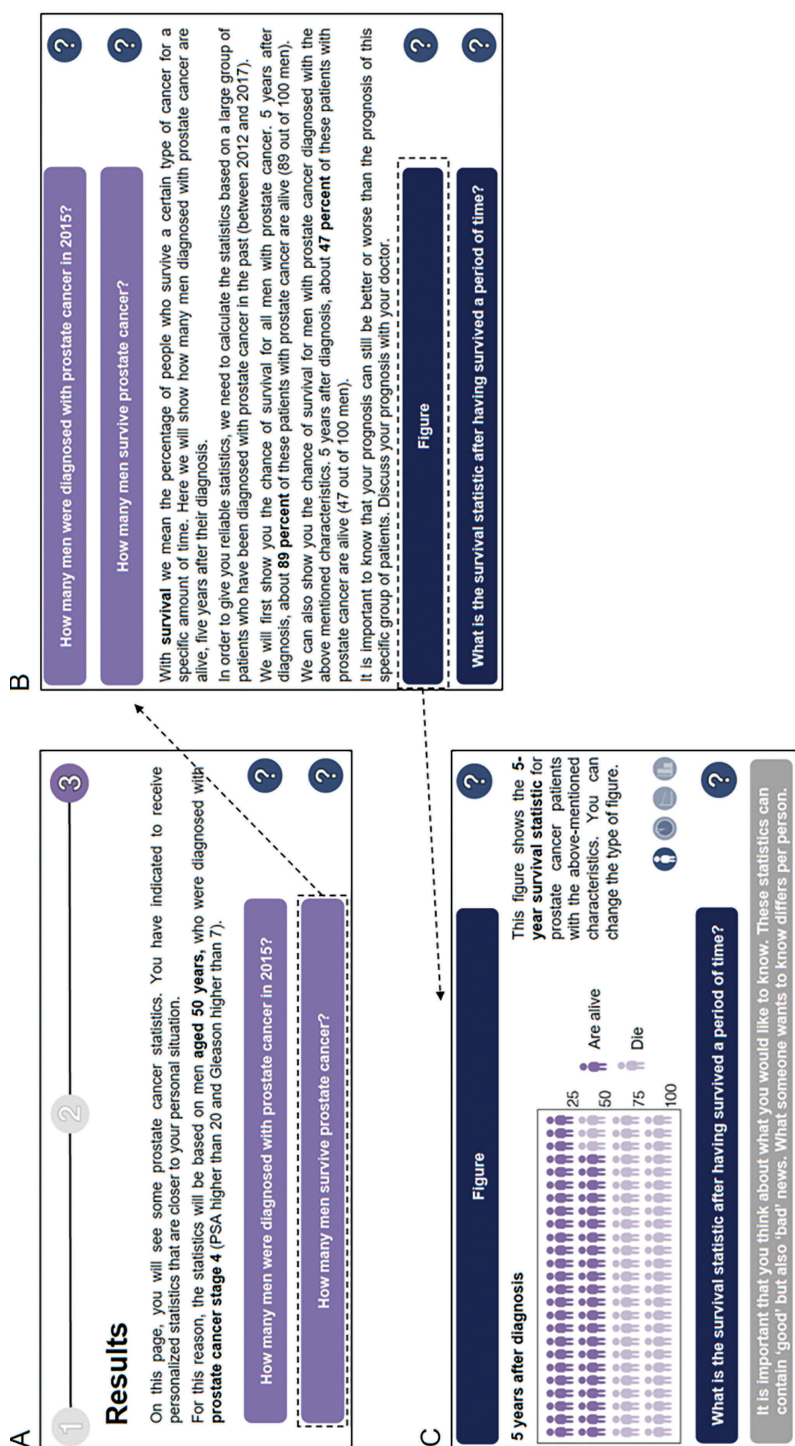 A
1
2
3
Results
On this page, you will see some prostate cancer statistics. You have indicated to receive
personalized statistics that are closer to your personal situation.
For this reason, the statistics will be based on men aged 50 years, who were diagnosed with
prostate cancer stage 4 (PSA higher than 20 and Gleason higher than 7).
How many men were diagnosed with prostate cancer in 2015?
?
How many men survive prostate cancer?
?
B
How many men were diagnosed with prostate cancer in 2015?
?
How many men survive prostate cancer?
?
With survival we mean the percentage of people who survive a certain type of cancer for a
specific amount of time. Here we will show how many men diagnosed with prostate cancer are
alive, five years after their diagnosis.
In order to give you reliable statistics, we need to calculate the statistics based on a large group of
patients who have been diagnosed with prostate cancer in the past (between 2012 and 2017).
We will first show you the chance of survival for all men with prostate cancer. 5 years after
diagnosis, about 89 percent of these patients with prostate cancer are alive (89 out of 100 men).
We can also show you the chance of survival for men with prostate cancer diagnosed with the
above mentioned characteristics. 5 years after diagnosis, about 47 percent of these patients with
prostate cancer are alive (47 out of 100 men).
It is important to know that your prognosis can still be better or worse than the prognosis of this
specific group of patients. Discuss your prognosis with your doctor.
Figure
?
What is the survival statistic after having survived a period of time?
?
C
Figure
?
5 years after diagnosis
25
50
75
100
Are alive
Die
This figure shows the 5-
year survival statistic for
prostate cancer patients
with the above-mentioned
characteristics. You can
change the type of figure.
What is the survival statistic after having survived a period of time?
?
It is important that you think about what you would like to know. These statistics can
contain ‘good’ but also ‘bad’ news. What someone wants to know differs per person.